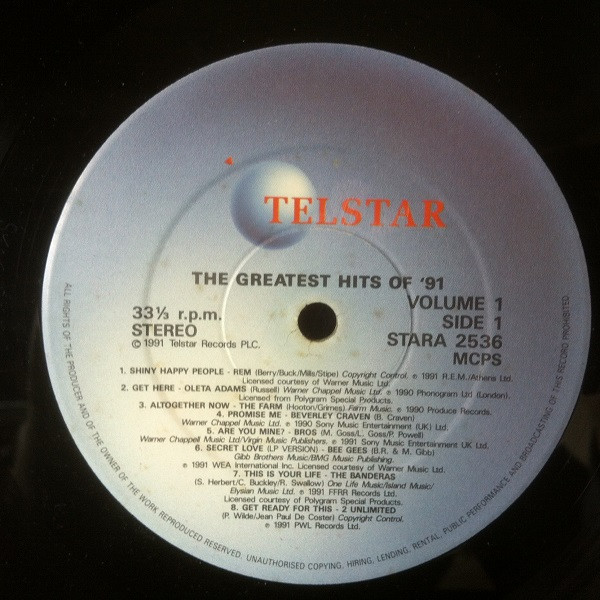 TELSTAR
THE GREATEST HITS OF '91
VOLUME 1
33⅓ r.p.m.
SIDE 1
STEREO
STARA 2536
℗ 1991 Telstar Records PLC.
MCPS
1. SHINY HAPPY PEOPLE - REM (Berry/Buck/Mills/Stipe) Copyright Control. ℗ 1991 R.E.M./Athens Ltd.
Licensed courtesy of Warner Music Ltd.
2. GET HERE - OLETA ADAMS (Russell) Warner Chappel Music Ltd. ℗ 1990 Phonogram Ltd (London).
Licensed from Polygram Special Products.
3. ALTOGETHER NOW - THE FARM (Hooton/Grimes) Farm Music. ℗ 1990 Produce Records.
4. PROMISE ME - BEVERLEY CRAVEN (B. Craven)
Warner Chappel Music Ltd. ℗ 1990 Sony Music Entertainment (UK) Ltd.
5. ARE YOU MINE? - BROS (M. Goss/L. Goss/P. Powell)
Warner Chappell Music Ltd/Virgin Music Publishers. ℗ 1991 Sony Music Entertainment UK Ltd.
6. SECRET LOVE (LP VERSION) - BEE GEES (B.R. & M. Gibb)
Gibb Brothers Music/BMG Music Publishing.
℗ 1991 WEA International Inc. Licensed courtesy of Warner Music Ltd.
7. THIS IS YOUR LIFE - THE BANDERAS
(S. Herbert/C. Buckley/R. Swallow) One Life Music/Island Music/
Elysian Music Ltd. ℗ 1991 FFRR Records Ltd.
Licensed courtesy of Polygram Special Products.
8. GET READY FOR THIS - 2 UNLIMITED
(P. Wilde/Jean Paul De Coster) Copyright Control.
℗ 1991 PWL Records Ltd.
ALL RIGHTS OF THE PRODUCER AND OF THE OWNER OF THE WORK REPRODUCED RESERVED. UNAUTHORISED COPYING, HIRING, LENDING, RENTAL, PUBLIC PERFORMANCE AND BROADCASTING OF THIS RECORD PROHIBITED